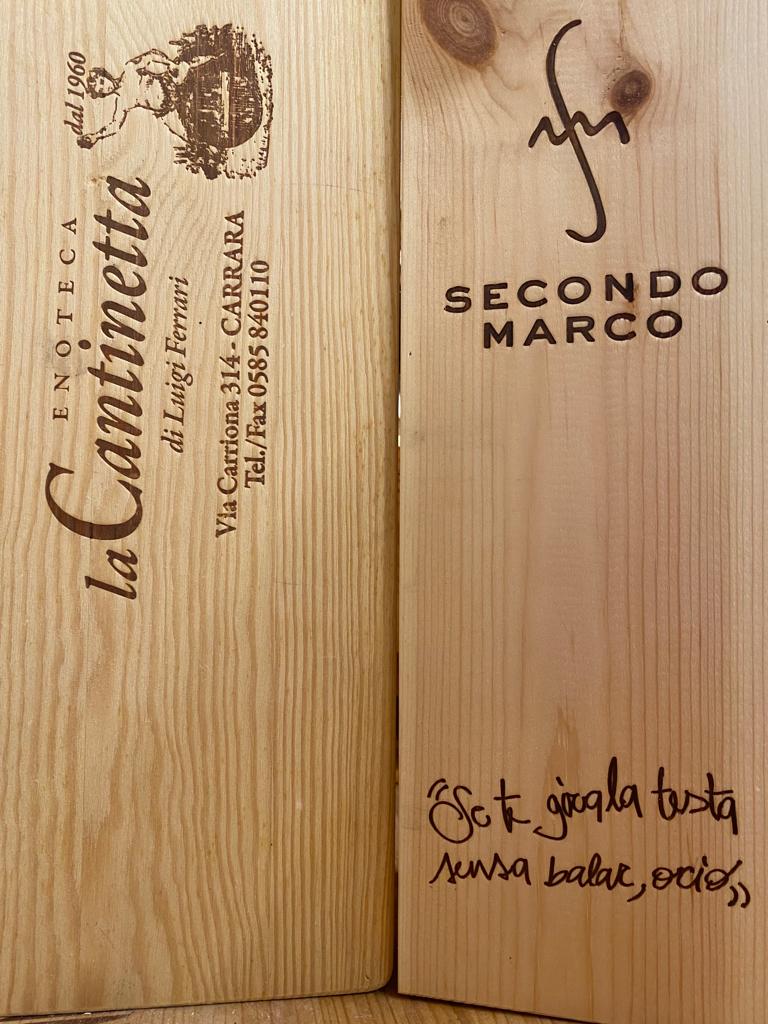 dal 1960
ENOTECA
la Cantinetta
di Luigi Ferrari
Via Carriona 314 - CARRARA
Tel./Fax 0585 840110
SECONDO
MARCO
“Se te gira la testa
sensa balar, ocio„